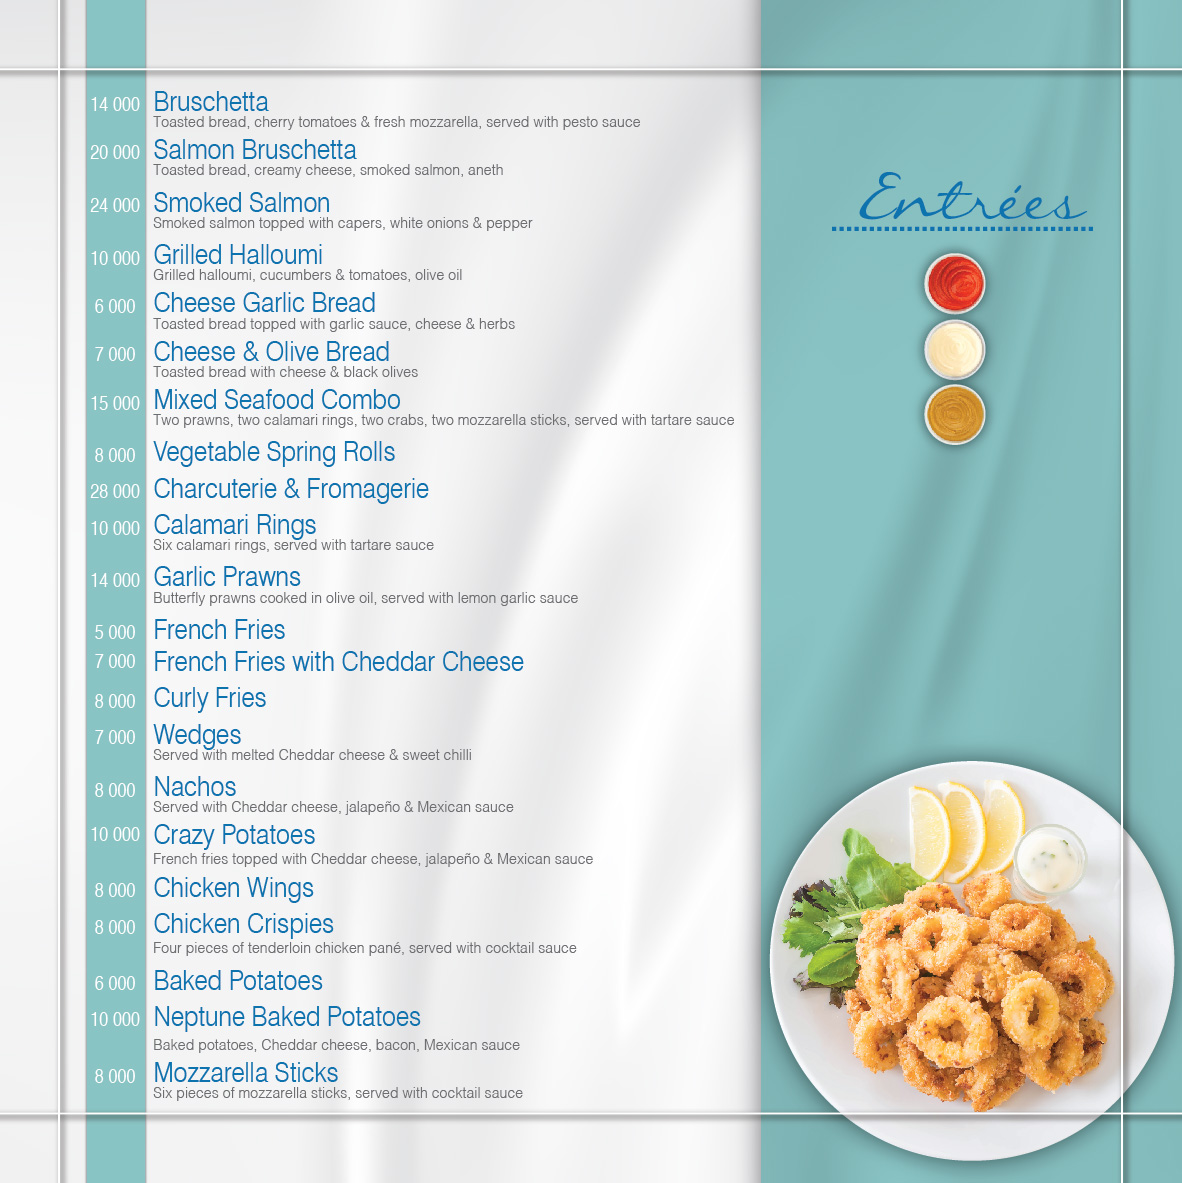 14 000 Bruschetta
Toasted bread, cherry tomatoes & fresh mozzarella, served with pesto sauce
20 000 Salmon Bruschetta
Toasted bread, creamy cheese, smoked salmon, aneth
24 000 Smoked Salmon
Smoked salmon topped with capers, white onions & pepper
10 000 Grilled Halloumi
Grilled halloumi, cucumbers & tomatoes, olive oil
6 000 Cheese Garlic Bread
Toasted bread topped with garlic sauce, cheese & herbs
7 000 Cheese & Olive Bread
Toasted bread with cheese & black olives
15 000 Mixed Seafood Combo
Two prawns, two calamari rings, two crabs, two mozzarella sticks, served with tartare sauce
8 000 Vegetable Spring Rolls
28 000 Charcuterie & Fromagerie
10 000 Calamari Rings
Six calamari rings, served with tartare sauce
14 000 Garlic Prawns
Butterfly prawns cooked in olive oil, served with lemon garlic sauce
5 000 French Fries
7 000 French Fries with Cheddar Cheese
8 000 Curly Fries
7 000 Wedges
Served with melted Cheddar cheese & sweet chilli
8 000 Nachos
Served with Cheddar cheese, jalapeño & Mexican sauce
10 000 Crazy Potatoes
French fries topped with Cheddar cheese, jalapeño & Mexican sauce
8 000 Chicken Wings
8 000 Chicken Crispies
Four pieces of tenderloin chicken pané, served with cocktail sauce
6 000 Baked Potatoes
10 000 Neptune Baked Potatoes
Baked potatoes, Cheddar cheese, bacon, Mexican sauce
8 000 Mozzarella Sticks
Six pieces of mozzarella sticks, served with cocktail sauce
Entrées